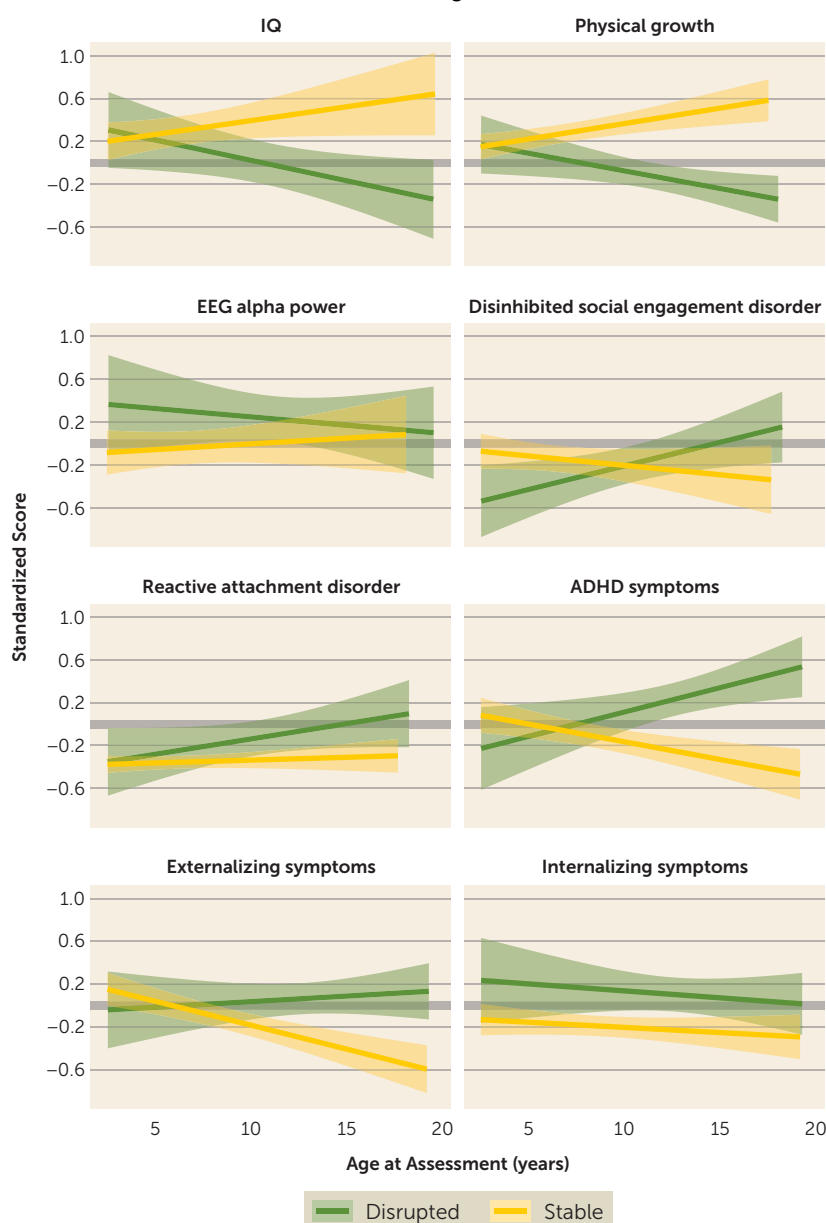 IQ
Physical growth
1.0
0.6
0.2
−0.2
−0.6
EEG alpha power
Disinhibited social engagement disorder
1.0
0.6
0.2
−0.2
−0.6
Standardized Score
Reactive attachment disorder
ADHD symptoms
1.0
0.6
0.2
−0.2
−0.6
Externalizing symptoms
Internalizing symptoms
1.0
0.6
0.2
−0.2
−0.6
5 10 15 20 5 10 15 20
Age at Assessment (years)
Disrupted Stable